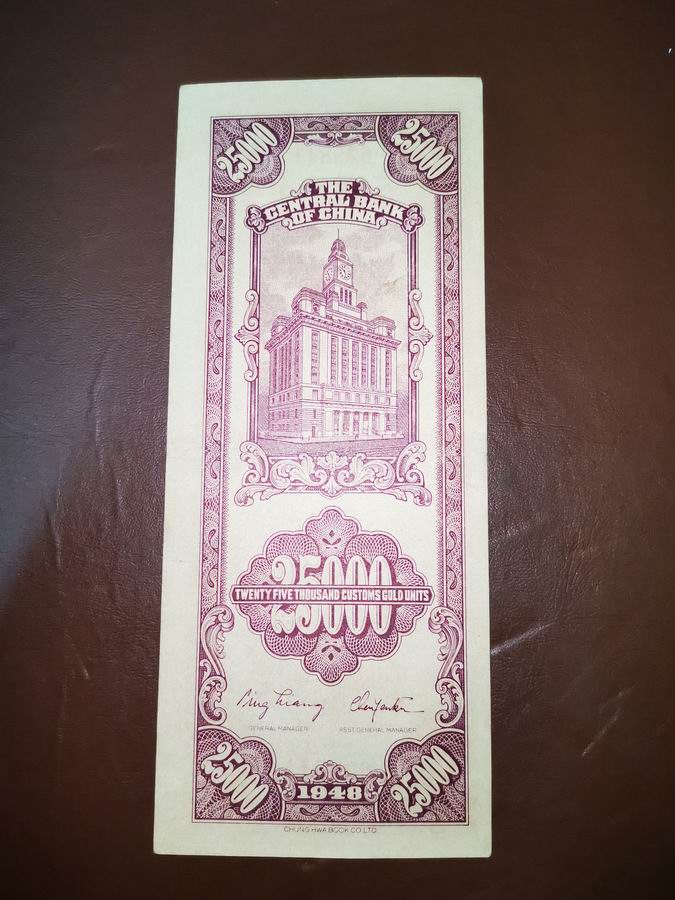 25000 25000
THE
CENTRAL BANK
OF CHINA
25000
TWENTY FIVE THOUSAND CUSTOMS GOLD UNITS
GENERAL MANAGER ASST. GENERAL MANAGER
25000 1948 25000
CHUNG HWA BOOK CO. LTD.